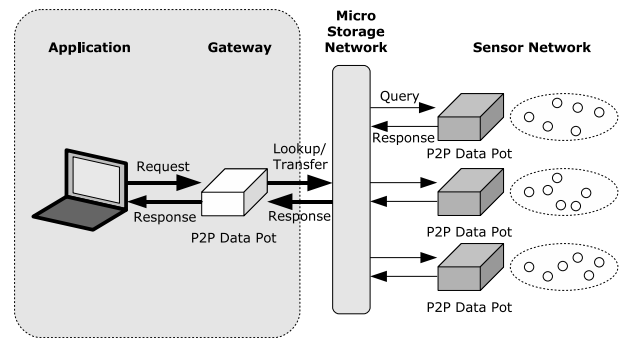 Micro
Storage
Network
Application
Gateway
Sensor Network
Query
Response
P2P Data Pot
Lookup/
Transfer
Request
Response
Response
P2P Data Pot
P2P Data Pot
P2P Data Pot